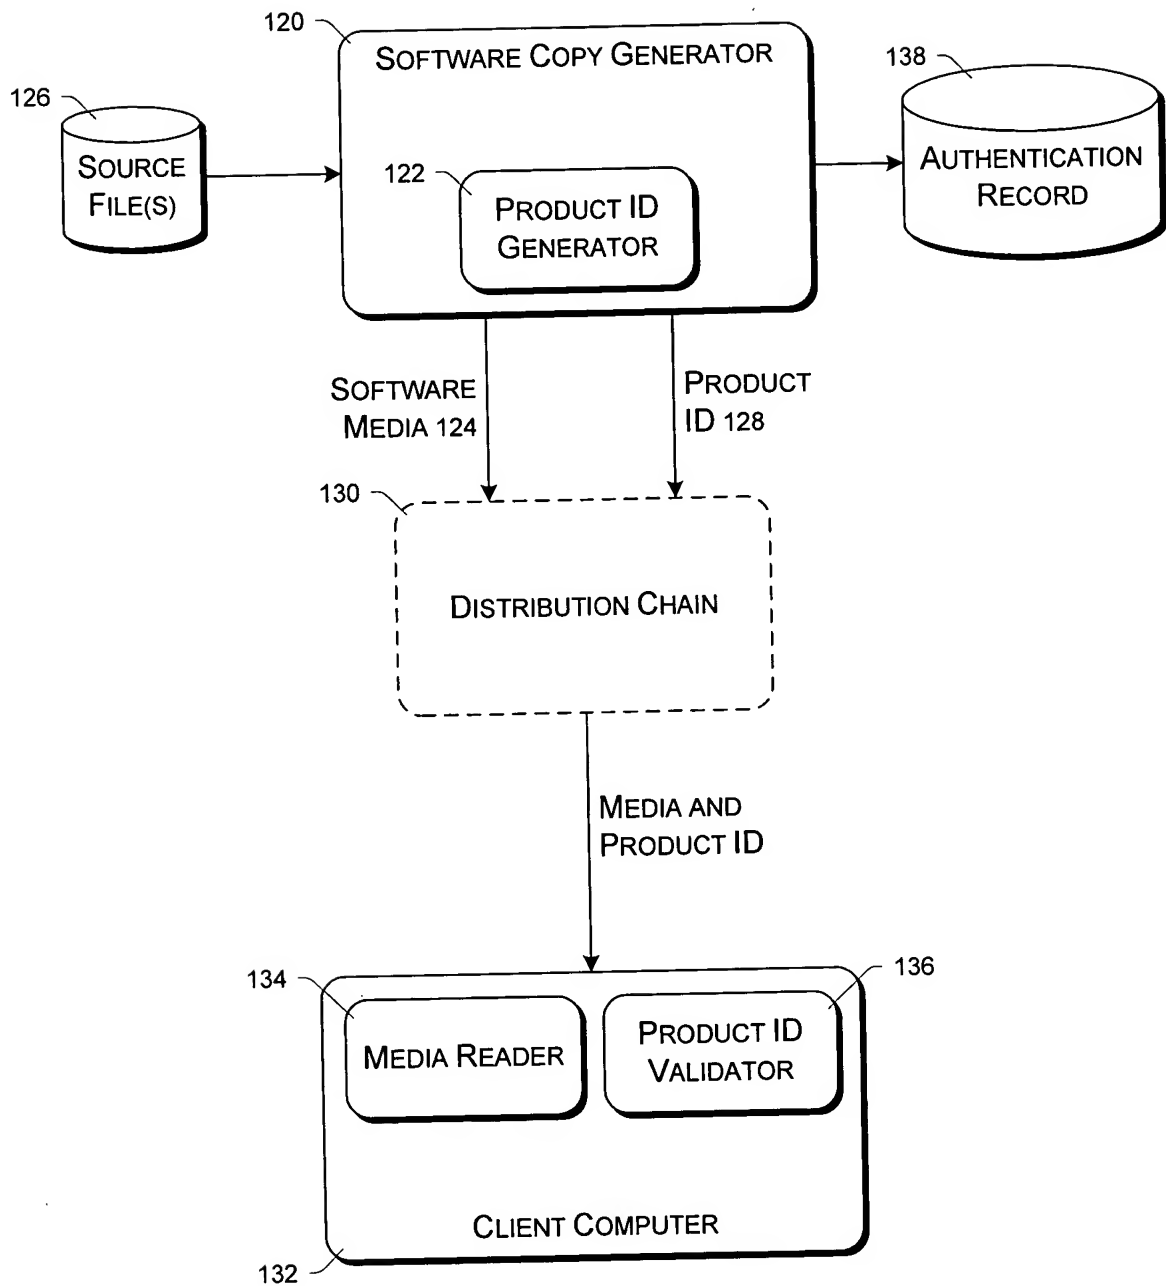 120
SOFTWARE COPY GENERATOR
138
126
SOURCE
FILE(S)
122
PRODUCT ID
GENERATOR
AUTHENTICATION
RECORD
SOFTWARE
MEDIA 124
PRODUCT
ID 128
130
DISTRIBUTION CHAIN
MEDIA AND
PRODUCT ID
134
136
MEDIA READER
PRODUCT ID
VALIDATOR
CLIENT COMPUTER
132